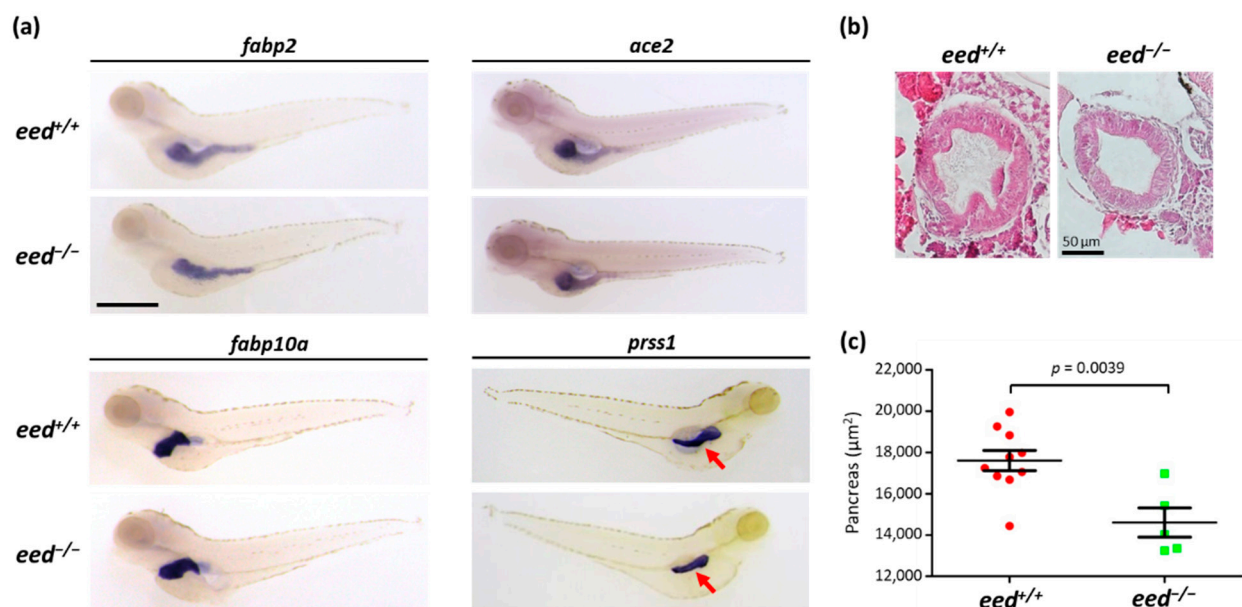 (a)
fabp2
ace2
eed+/+
eed−/−
fabp10a
prss1
eed+/+
eed−/−
(b)
eed+/+
eed−/−
50 µm
(c)
p = 0.0039
Pancreas (µm²)
22,000
20,000
18,000
16,000
14,000
12,000
eed+/+
eed−/−